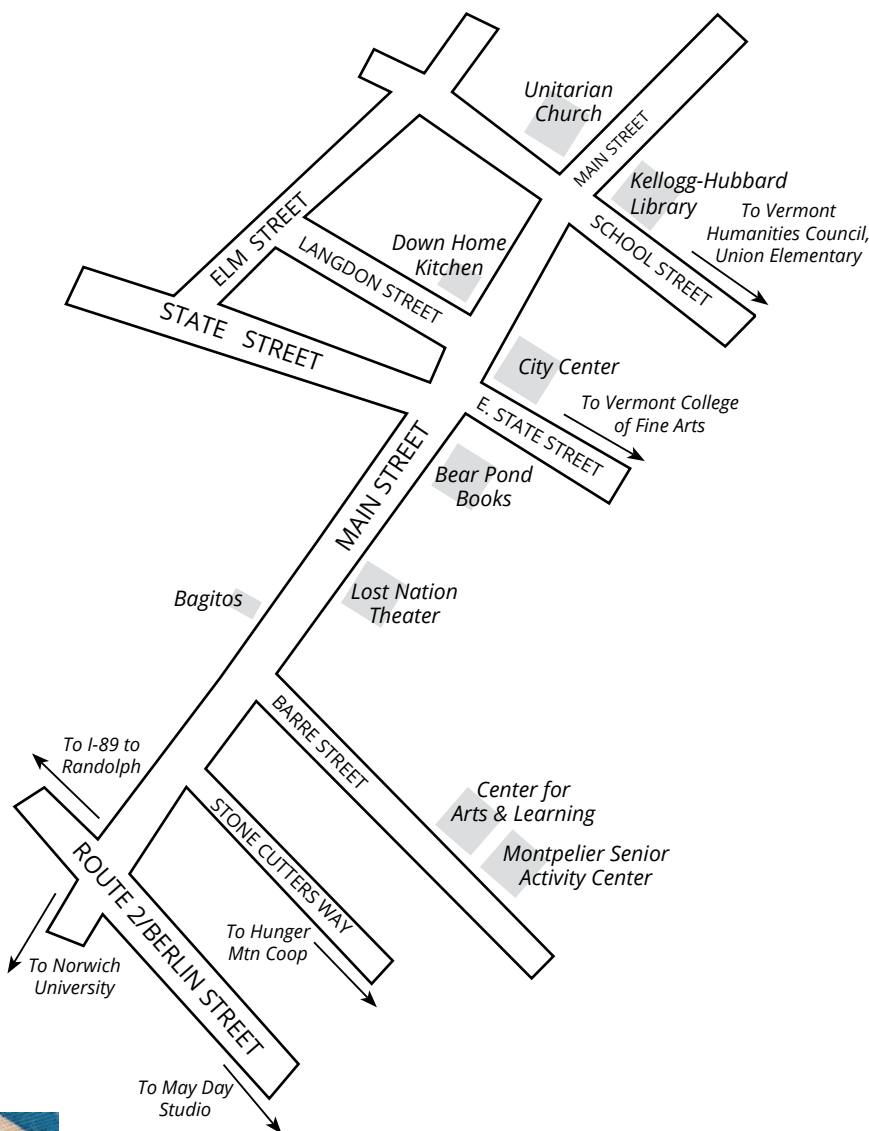 Unitarian
Church
MAIN STREET
Kellogg-Hubbard
Library
To Vermont
Humanities Council,
Union Elementary
SCHOOL STREET
ELM STREET
LANGDON STREET
Down Home
Kitchen
STATE STREET
City Center
To Vermont College
of Fine Arts
E. STATE STREET
MAIN STREET
Bear Pond
Books
Bagitos
Lost Nation
Theater
BARRE STREET
To I-89 to
Randolph
Center for
Arts & Learning
STONE CUTTERS WAY
Montpelier Senior
Activity Center
ROUTE 2/BERLIN STREET
To Hunger
Mtn Coop
To Norwich
University
To May Day
Studio